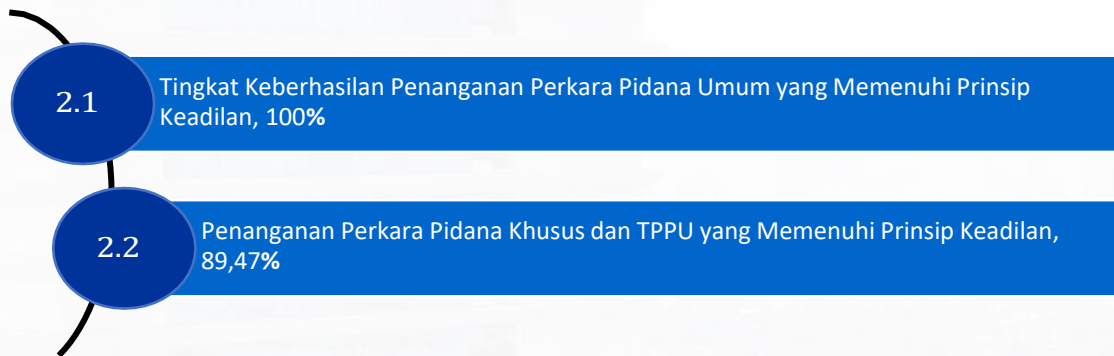 2.1
Tingkat Keberhasilan Penanganan Perkara Pidana Umum yang Memenuhi Prinsip
Keadilan, 100%
2.2
Penanganan Perkara Pidana Khusus dan TPPU yang Memenuhi Prinsip Keadilan,
89,47%